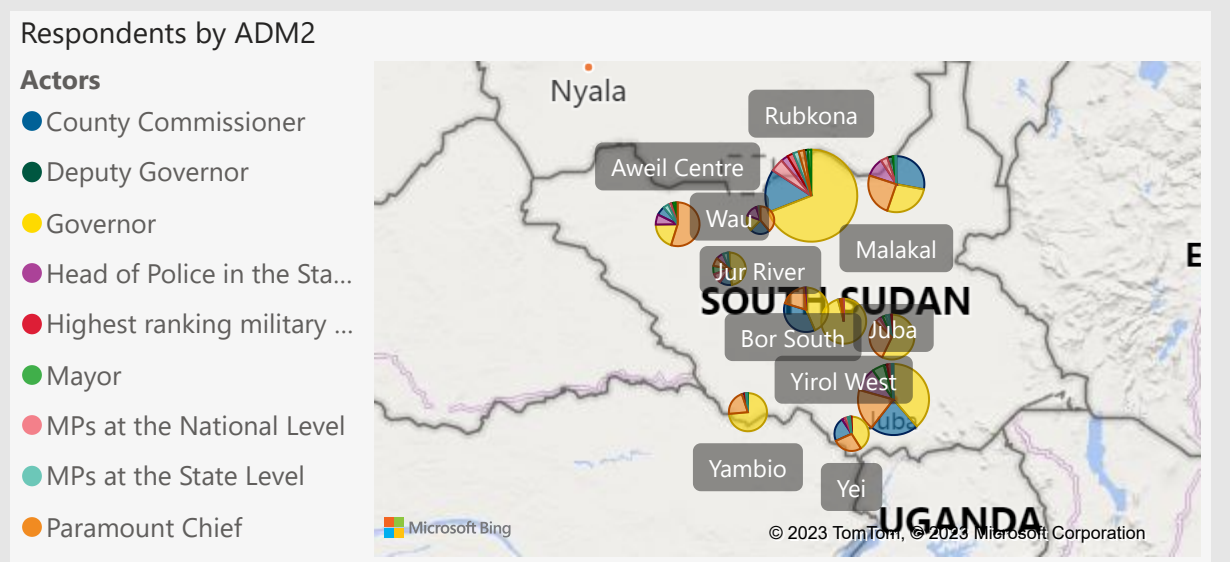 Respondents by ADM2
Actors
County Commissioner
Deputy Governor
Governor
Head of Police in the Sta...
Highest ranking military ...
Mayor
MPs at the National Level
MPs at the State Level
Paramount Chief
Nyala
Rubkona
Aweil Centre
Wau
Malakal
E
Jur River
SOUTH SUDAN
Juba
Bor South
Yirol West
Juba
Yambio
Yei
UGANDA
Microsoft Bing
© 2023 TomTom, © 2023 Microsoft Corporation